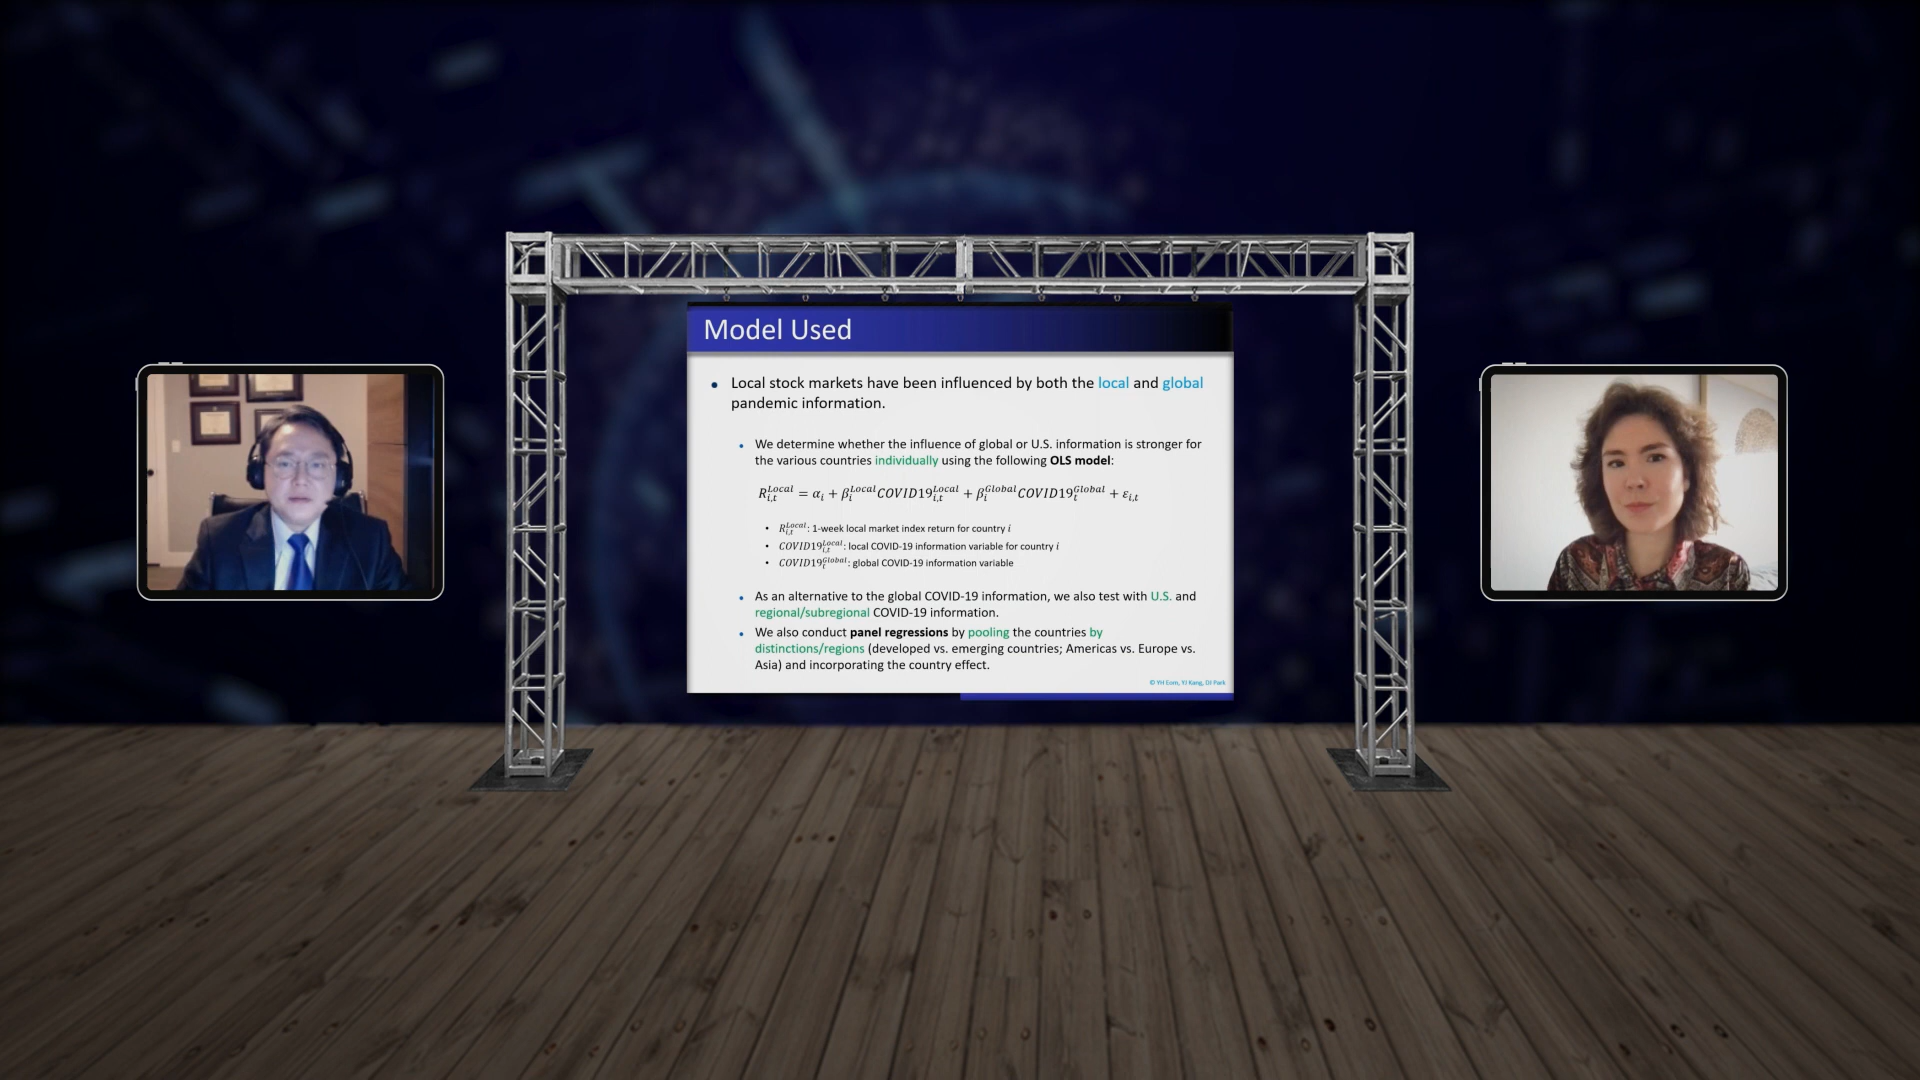 Model Used
• Local stock markets have been influenced by both the local and global
pandemic information.
• We determine whether the influence of global or U.S. information is stronger for
the various countries individually using the following OLS model:
R_{i,t}^{Local} = α_i + β_i^{Local}COVID19_{i,t}^{Local} + β_i^{Global}COVID19_t^{Global} + ε_{i,t}
• R_{i,t}^{Local}: 1-week local market index return for country i
• COVID19_{i,t}^{Local}: local COVID-19 information variable for country i
• COVID19_t^{Global}: global COVID-19 information variable
• As an alternative to the global COVID-19 information, we also test with U.S. and
regional/subregional COVID-19 information.
• We also conduct panel regressions by pooling the countries by
distinctions/regions (developed vs. emerging countries; Americas vs. Europe vs.
Asia) and incorporating the country effect.
© YH Eom, YJ Kang, DJ Park